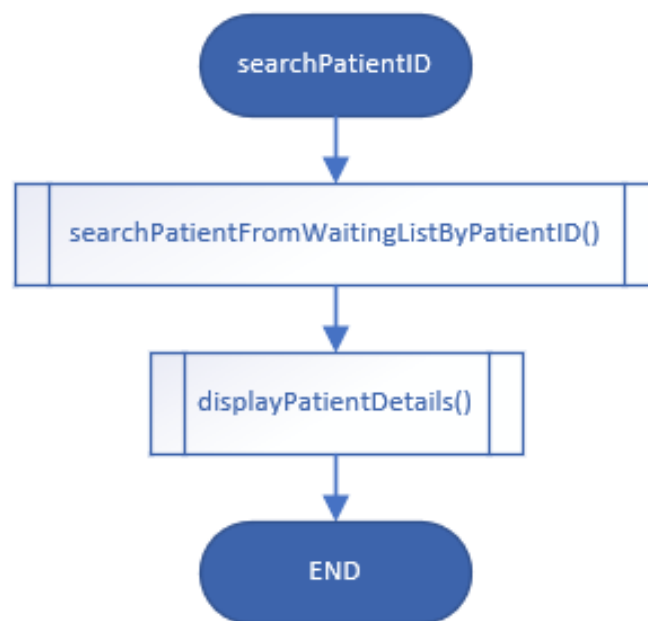 searchPatientID
searchPatientFromWaitingListByPatientID()
displayPatientDetails()
END